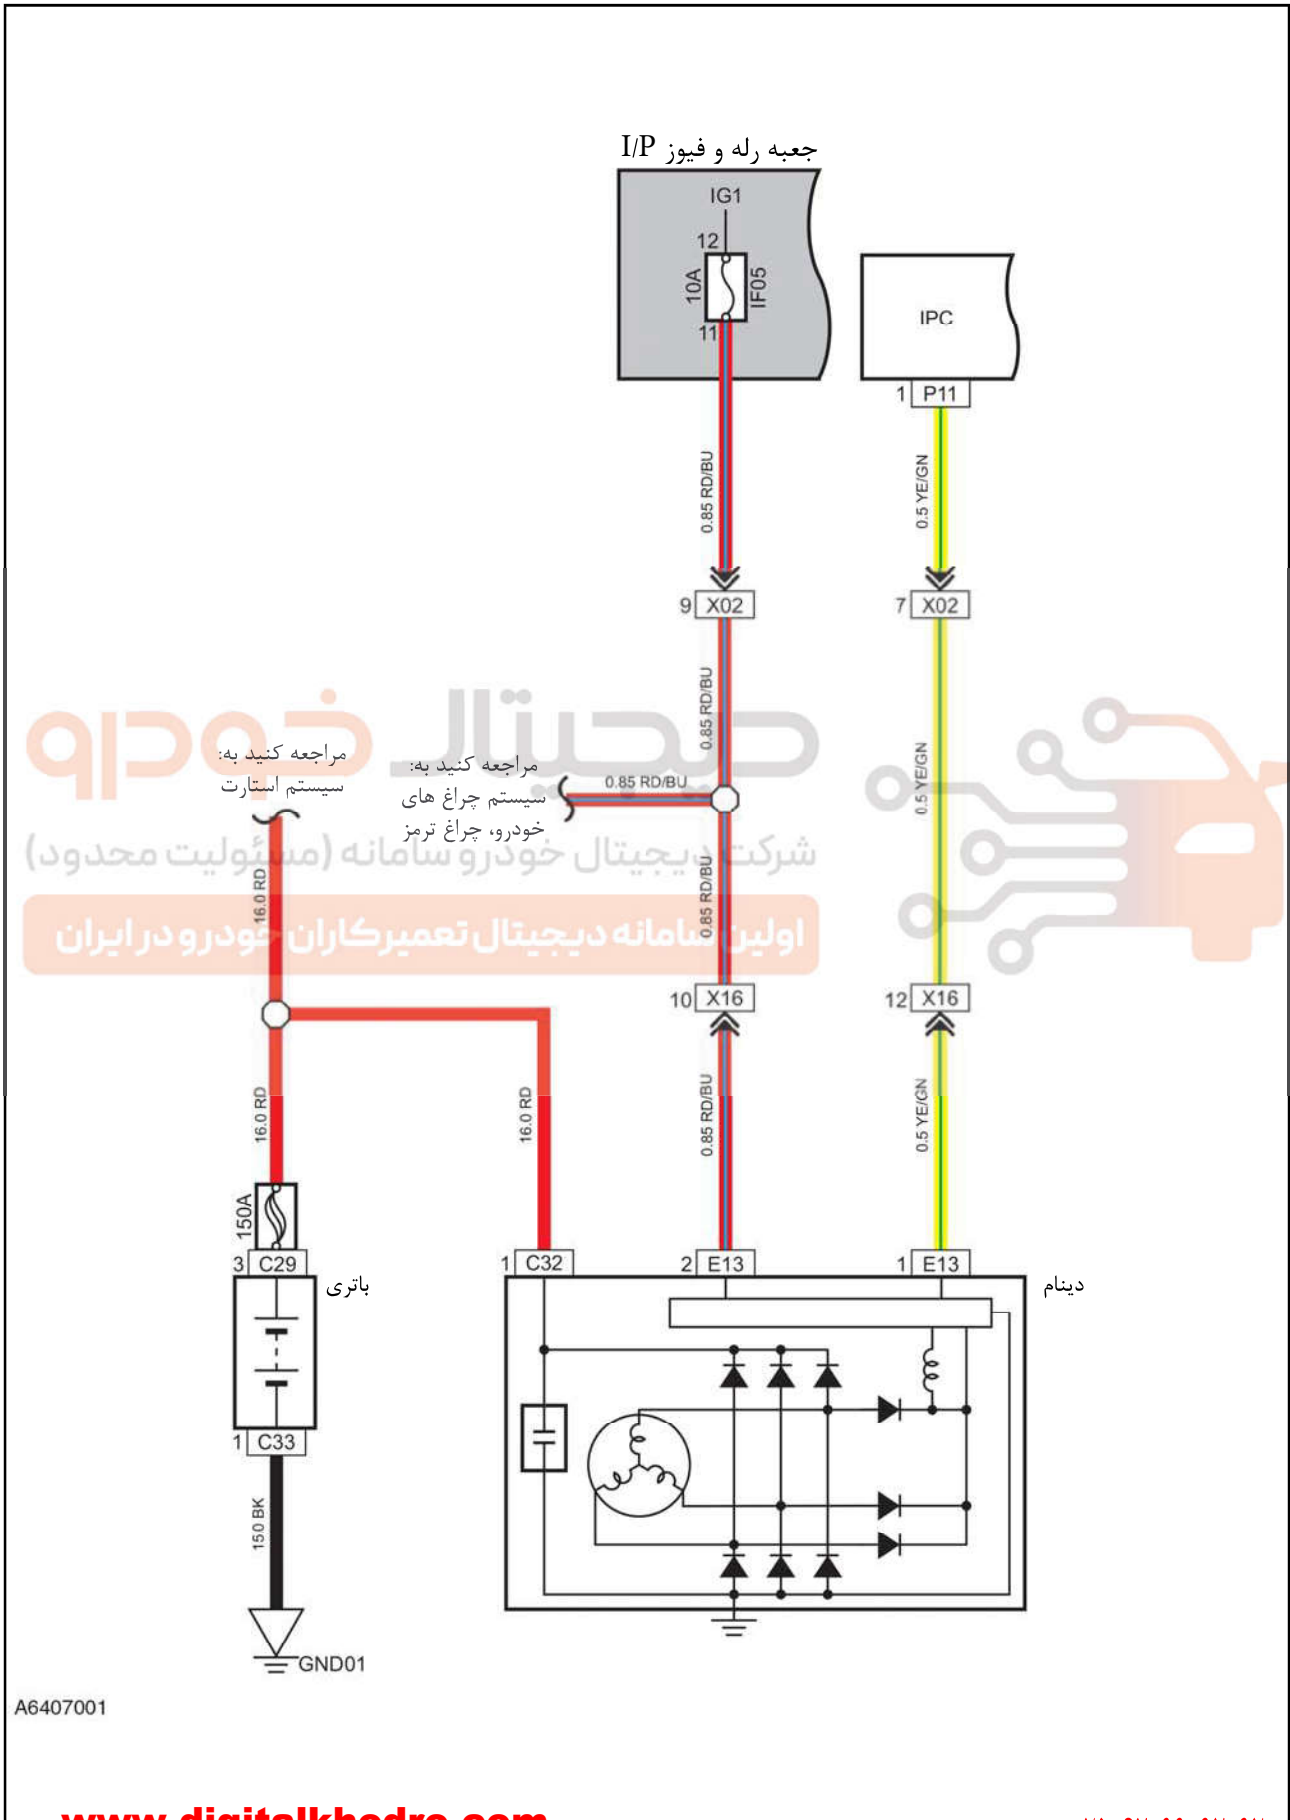 جعبه رله و فیوز I/P
IG1
12
10A
IF05
11
IPC
1 P11
0.85 RD/BU
0.5 YE/GN
9 X02
7 X02
دیجیتال خودرو
شرکت دیجیتال خودرو سامانه (مسئولیت محدود)
اولین سامانه دیجیتال تعمیرکاران خودرو در ایران
مراجعه کنید به:
سیستم استارت
مراجعه کنید به:
سیستم چراغ های
خودرو، چراغ ترمز
0.85 RD/BU
0.85 RD/BU
0.5 YE/GN
16.0 RD
0.85 RD/BU
10 X16
12 X16
16.0 RD
16.0 RD
0.85 RD/BU
0.5 YE/GN
150A
3 C29
باتری
1 C32
2 E13
1 E13
دینام
1 C33
150 BK
GND01
A6407001
www.digitalkhodro.com